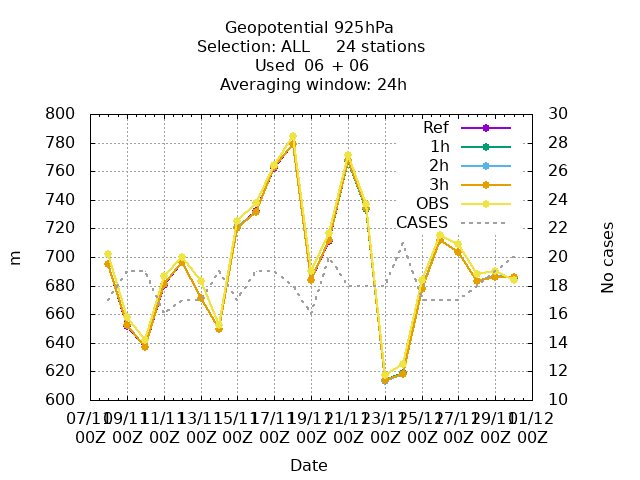 Geopotential 925hPa
Selection: ALL 24 stations
Used 06 + 06
Averaging window: 24h
800 30
780 28
760 26
740 24
720 22
700 20
680 18
660 16
640 14
620 12
600 10
Ref
1h
2h
3h
OBS
CASES
m
No cases
07/11 09/11 11/11 13/11 15/11 17/11 19/11 21/11 23/11 25/11 27/11 29/11 01/12
00Z 00Z 00Z 00Z 00Z 00Z 00Z 00Z 00Z 00Z 00Z 00Z 00Z
Date